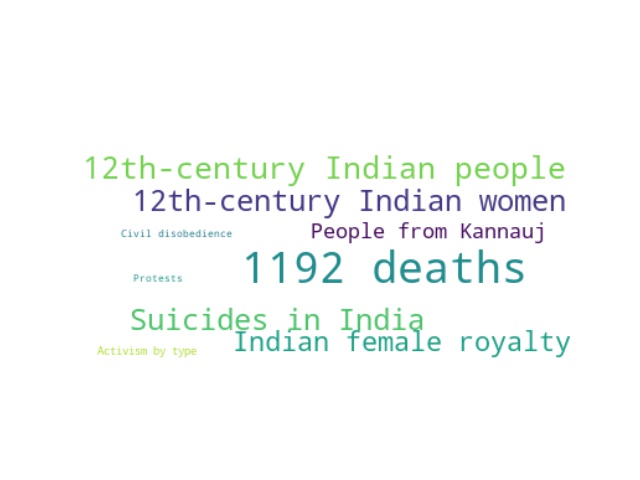 12th-century Indian people
12th-century Indian women
Civil disobedience
People from Kannauj
1192 deaths
Protests
Suicides in India
Indian female royalty
Activism by type